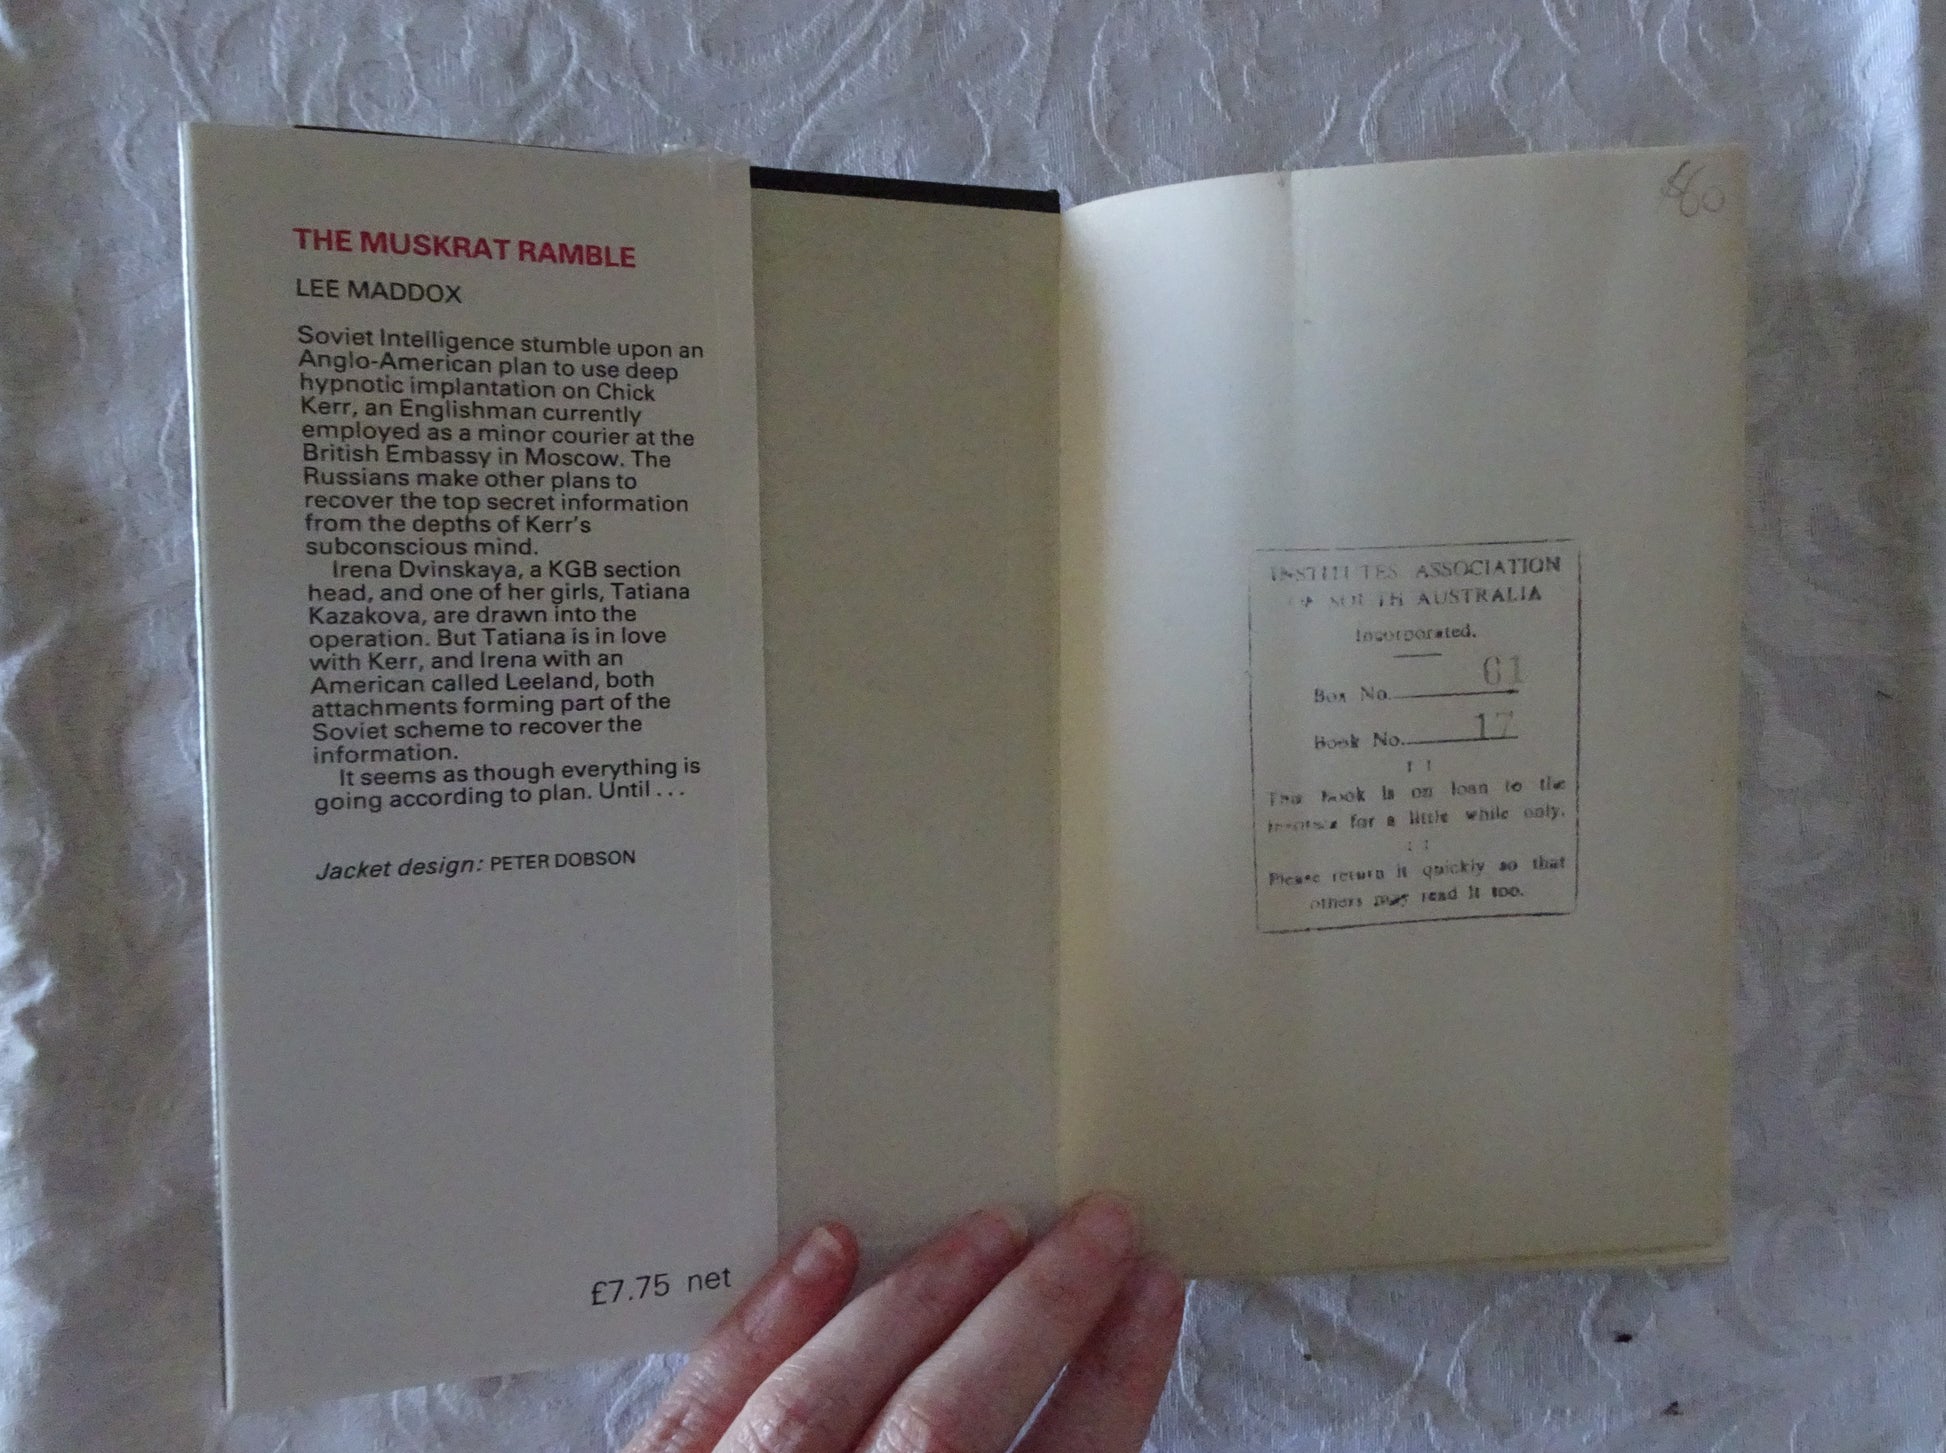 THE MUSKRAT RAMBLE
LEE MADDOX
Soviet Intelligence stumble upon an
Anglo-American plan to use deep
hypnotic implantation on Chick
Kerr, an Englishman currently
employed as a minor courier at the
British Embassy in Moscow. The
Russians make other plans to
recover the top secret information
from the depths of Kerr's
subconscious mind.
Irena Dvinskaya, a KGB section
head, and one of her girls, Tatiana
Kazakova, are drawn into the
operation. But Tatiana is in love
with Kerr, and Irena with an
American called Leeland, both
attachments forming part of the
Soviet scheme to recover the
information.
It seems as though everything is
going according to plan. Until . . .
Jacket design: PETER DOBSON
£7.75 net
INSTITUTES ASSOCIATION
OF SOUTH AUSTRALIA
Incorporated.
Box No. 61
Book No. 17
This book is on loan to the
for a little while only.
Please return it quickly so that
others may read it too.